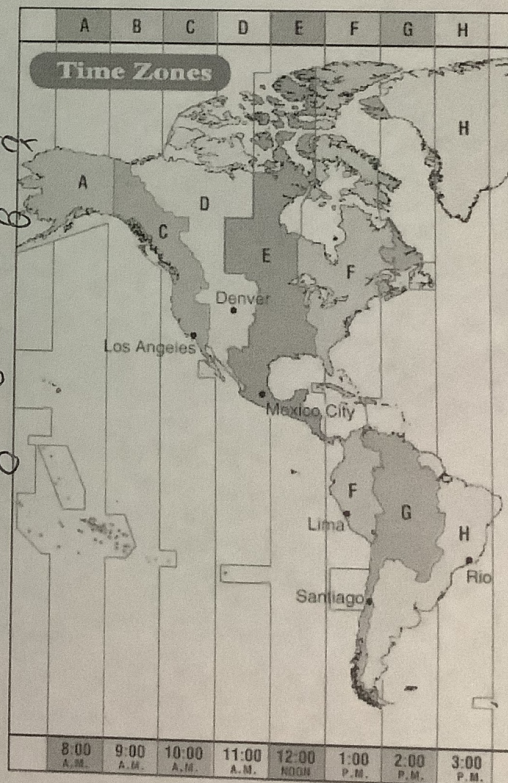 A B C D E F G H
Time Zones
H
A
D
C
E
F
Denver
Los Angeles
Mexico City
F
G
Lima
H
Rio
Santiago
8:00 9:00 10:00 11:00 12:00 1:00 2:00 3:00
A.M. A.M. A.M. A.M. NOON P.M. P.M. P.M.